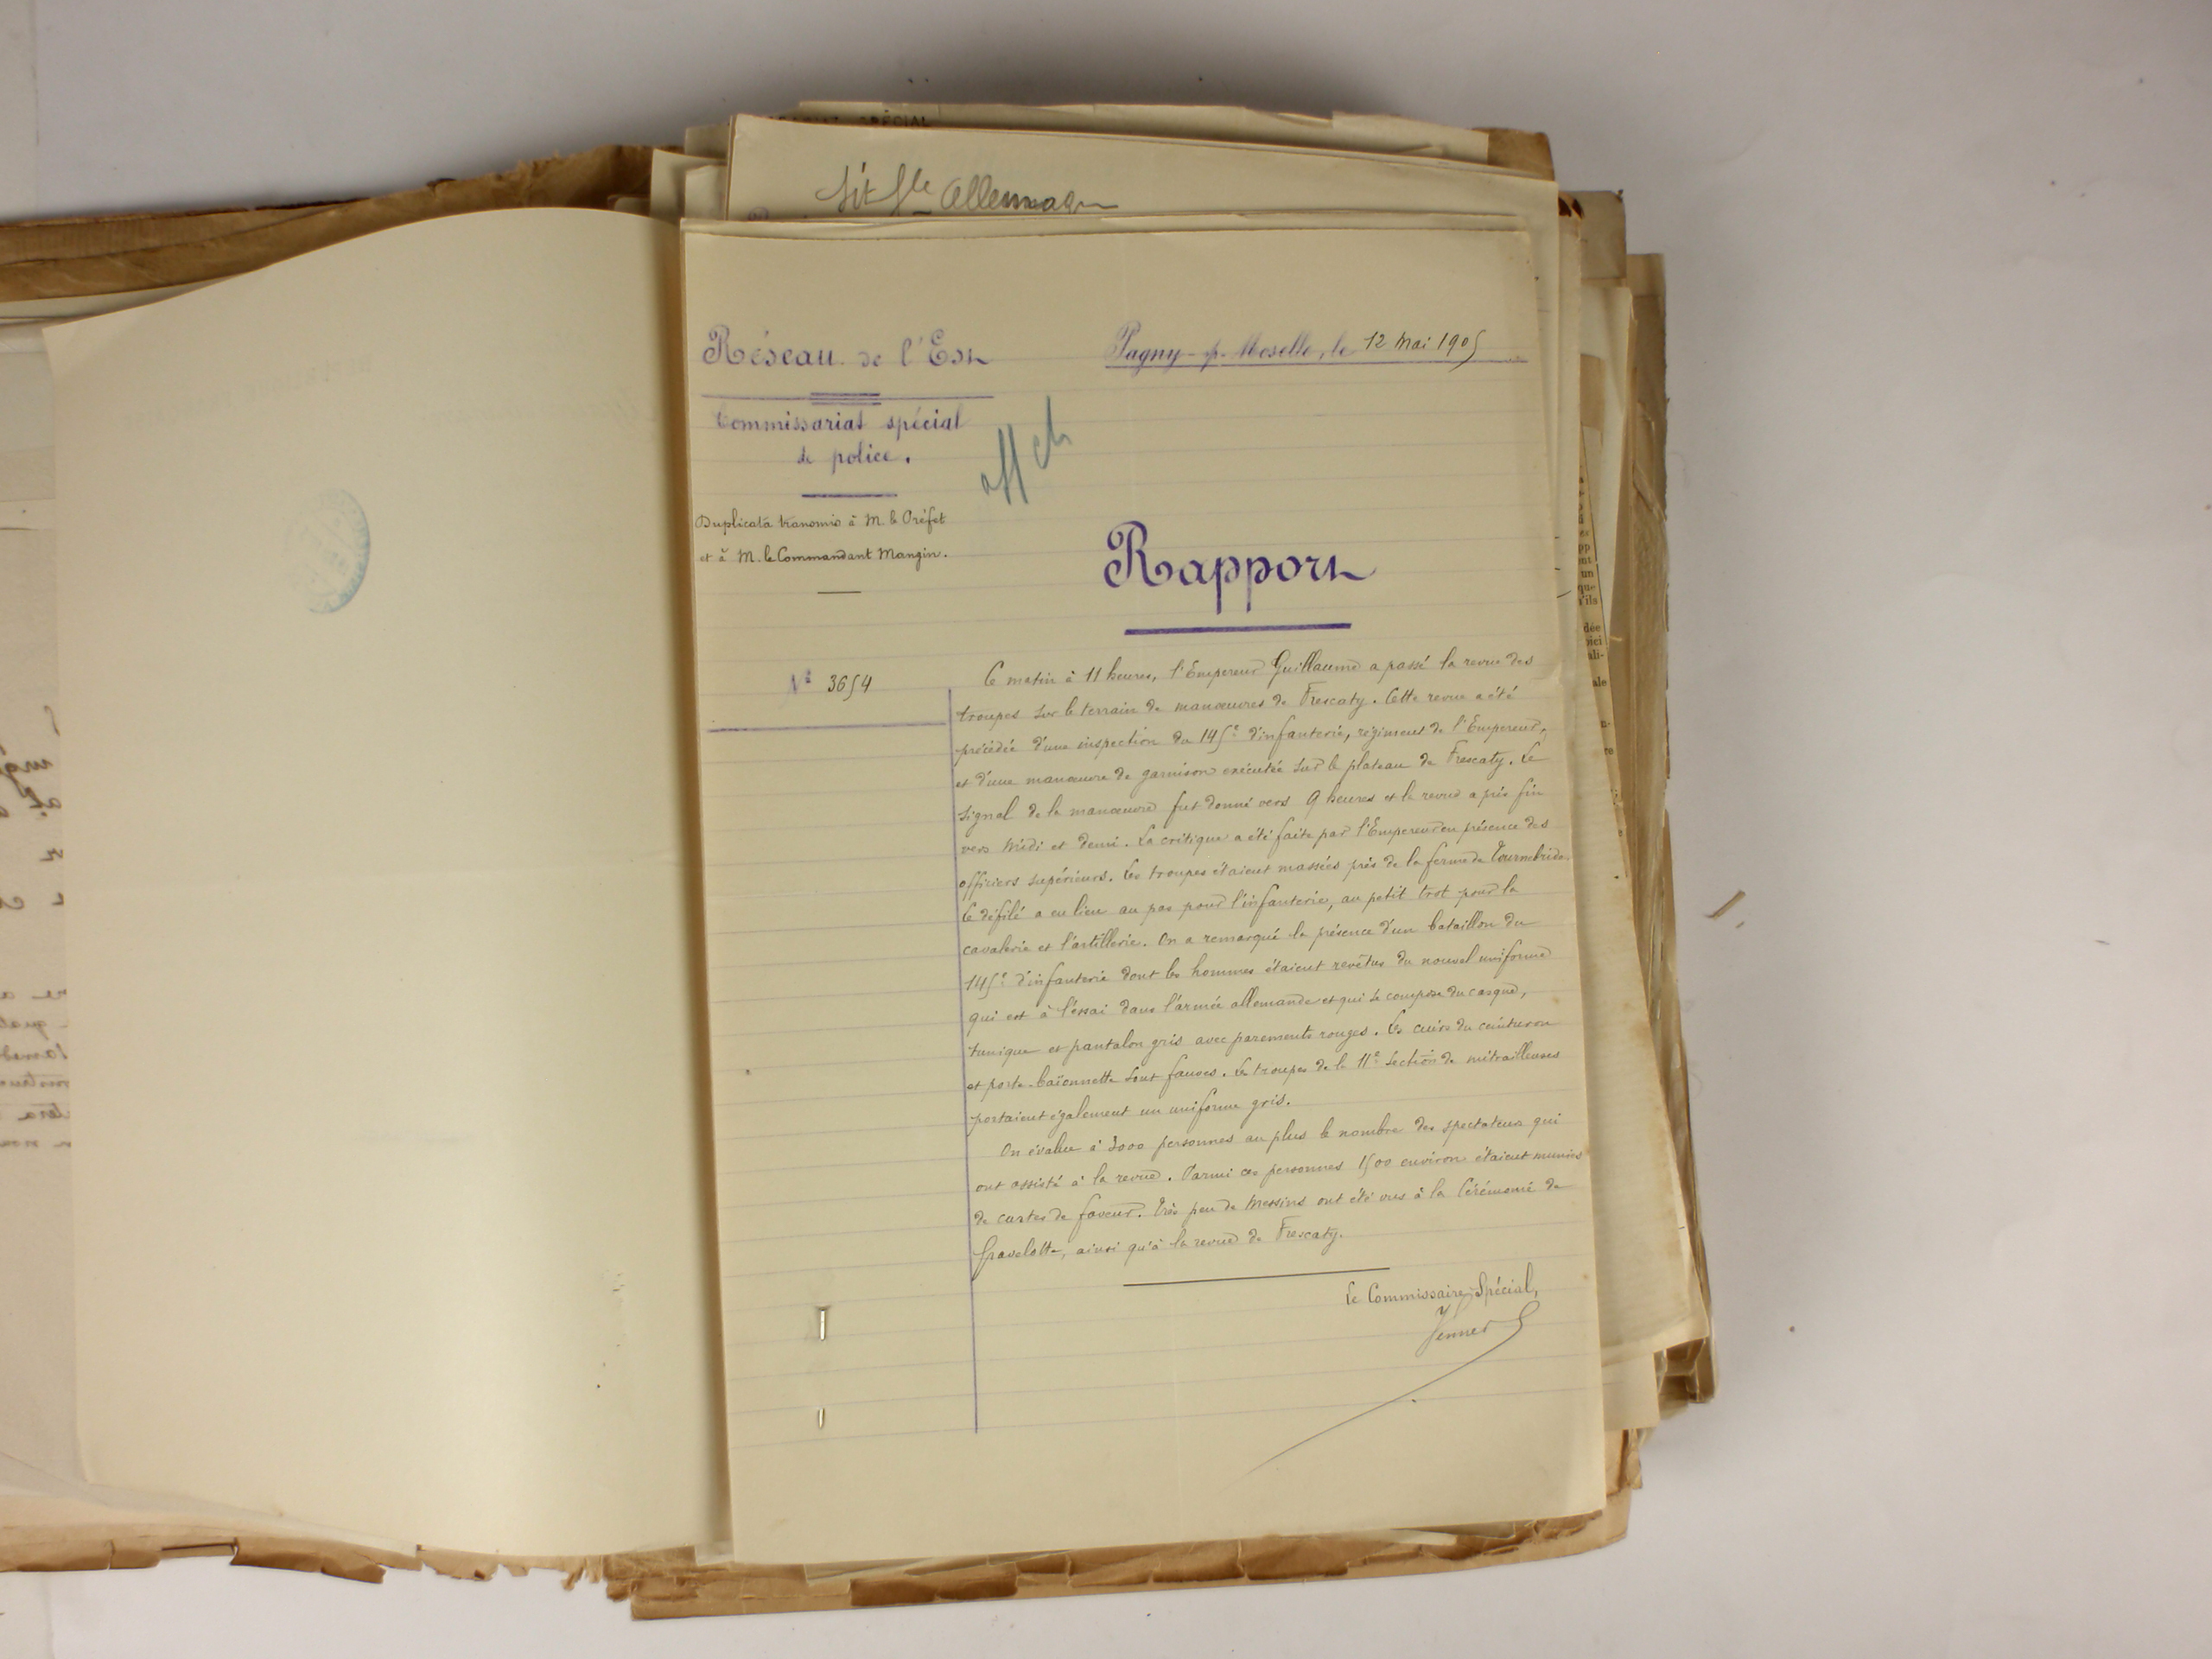 SPÉCIAL
Allemagn
Réseau de l'Est
Pagny-s-Moselle, le 12 Mai 1905
Commissariat spécial
de police.
Duplicata transmis à M. le Préfet
et à M. le Commandant Mangin.
Rapport
N° 3654
Ce matin à 11 heures, l'Empereur Guillaume a passé la revue des
troupes sur le terrain de manœuvres de Frescaty. Cette revue a été
précédée d'une inspection du 145e d'infanterie, régiment de l'Empereur,
et d'une manœuvre de garnison exécutée sur le plateau de Frescaty. Le
signal de la manœuvre fut donné vers 9 heures et la revue a pris fin
vers midi et demi. La critique a été faite par l'Empereur en présence des
officiers supérieurs. Les troupes étaient massées près de la ferme de Tournebride.
Le défilé a eu lieu au pas pour l'infanterie, au petit trot pour la
cavalerie et l'artillerie. On a remarqué la présence d'un bataillon du
145e d'infanterie dont les hommes étaient revêtus du nouvel uniforme
qui est à l'essai dans l'armée allemande et qui se compose du casque,
tunique et pantalon gris avec parements rouges. Les cuirs du ceinturon
et porte-baïonnette sont fauves. Les troupes de la 11e section de mitrailleuses
portaient également un uniforme gris.
On évalue à 3000 personnes au plus le nombre des spectateurs qui
ont assisté à la revue. Parmi ces personnes 1500 environ étaient munies
de cartes de faveur. Très peu de Messins ont été vus à la Cérémonie de
Gravelotte, ainsi qu'à la revue de Frescaty.
Le Commissaire Spécial,